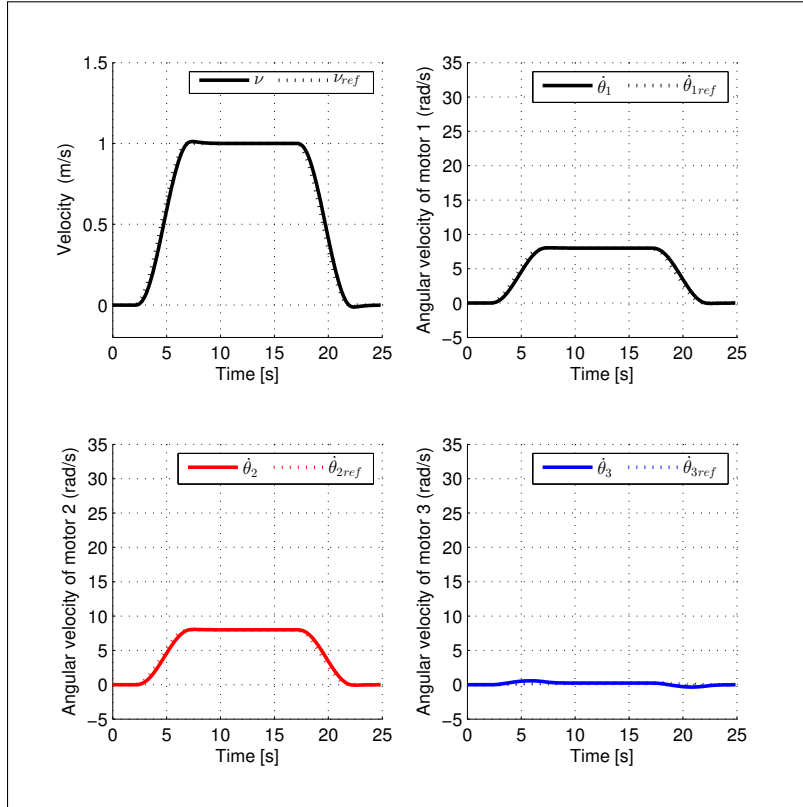 1.5
1
0.5
0
0 5 10 15 20 25
Time [s]
Velocity (m/s)
ν ν_ref
35
30
25
20
15
10
5
0
−5
0 5 10 15 20 25
Time [s]
Angular velocity of motor 1 (rad/s)
θ̇_1 θ̇_1ref
35
30
25
20
15
10
5
0
−5
0 5 10 15 20 25
Time [s]
Angular velocity of motor 2 (rad/s)
θ̇_2 θ̇_2ref
35
30
25
20
15
10
5
0
−5
0 5 10 15 20 25
Time [s]
Angular velocity of motor 3 (rad/s)
θ̇_3 θ̇_3ref